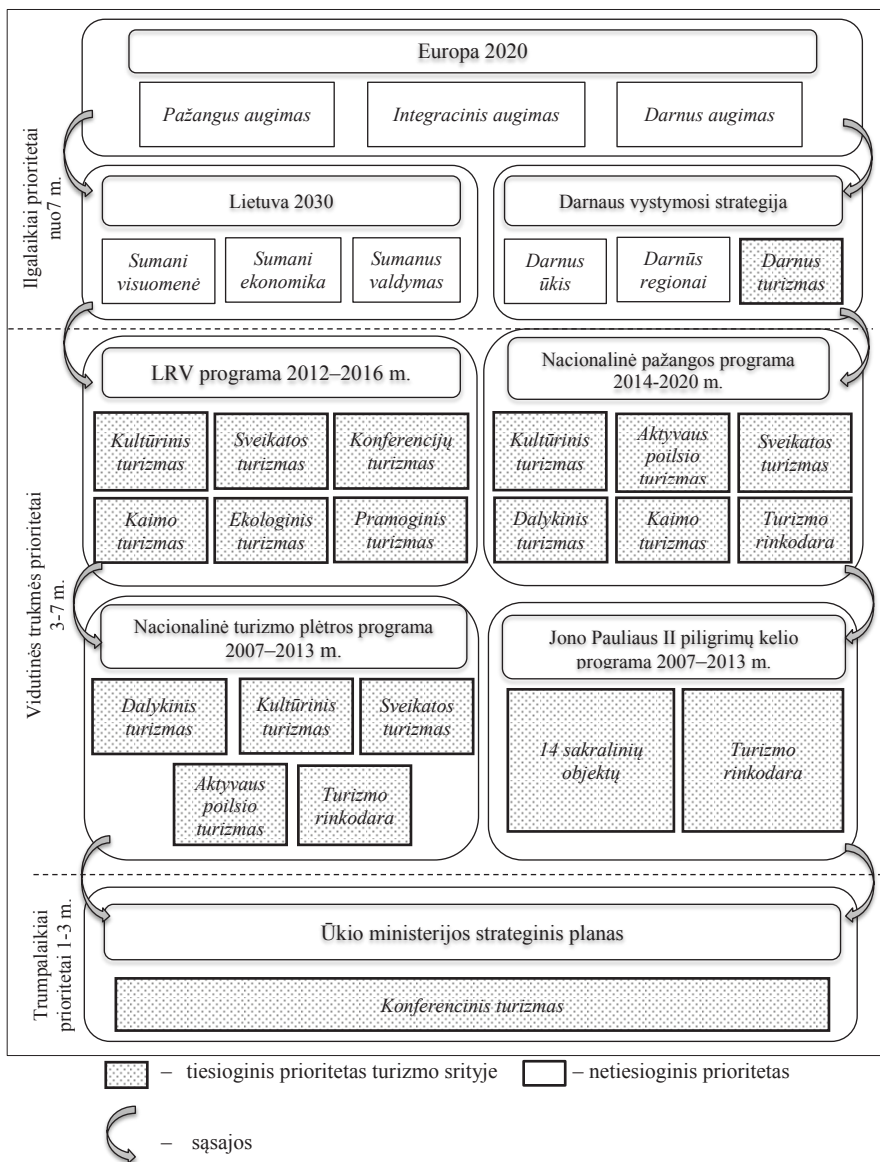 Ilgalaikiai prioritetai
nuo7 m.
Europa 2020
Pažangus augimas
Integracinis augimas
Darnus augimas
Lietuva 2030
Sumani
visuomenė
Sumani
ekonomika
Sumanus
valdymas
Darnaus vystymosi strategija
Darnus
ūkis
Darnūs
regionai
Darnus
turizmas
Vidutinės trukmės prioritetai
3-7 m.
LRV programa 2012–2016 m.
Kultūrinis
turizmas
Sveikatos
turizmas
Konferencijų
turizmas
Kaimo
turizmas
Ekologinis
turizmas
Pramoginis
turizmas
Nacionalinė pažangos programa
2014-2020 m.
Kultūrinis
turizmas
Aktyvaus
poilsio
turizmas
Sveikatos
turizmas
Dalykinis
turizmas
Kaimo
turizmas
Turizmo
rinkodara
Nacionalinė turizmo plėtros programa
2007–2013 m.
Dalykinis
turizmas
Kultūrinis
turizmas
Sveikatos
turizmas
Aktyvaus
poilsio
turizmas
Turizmo
rinkodara
Jono Pauliaus II piligrimų kelio
programa 2007–2013 m.
14 sakralinių
objektų
Turizmo
rinkodara
Trumpalaikiai
prioritetai 1-3 m.
Ūkio ministerijos strateginis planas
Konferencinis turizmas
– tiesioginis prioritetas turizmo srityje
– netiesioginis prioritetas
– sąsajos